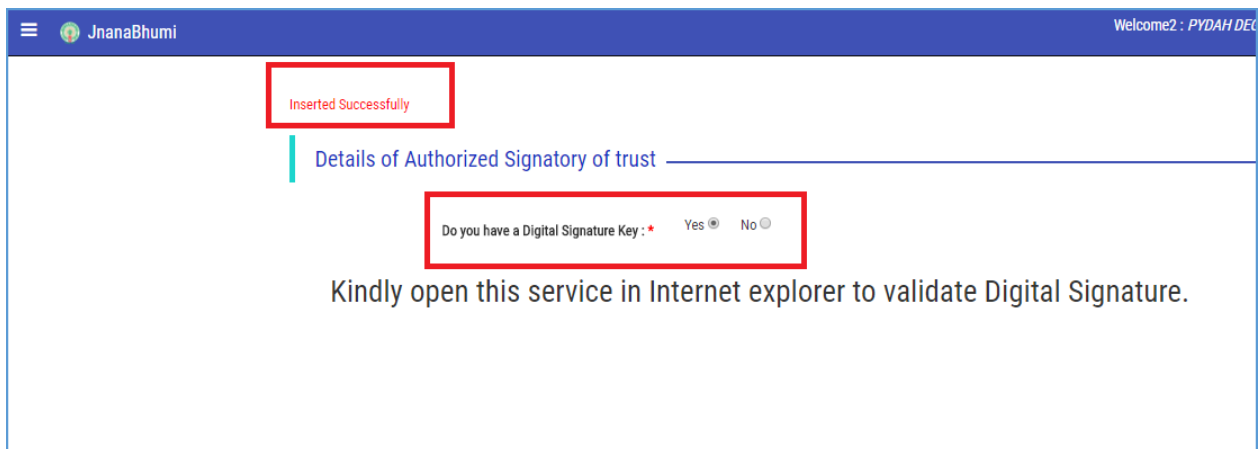 JnanaBhumi
Welcome2 : PYDAH
Inserted Successfully
Details of Authorized Signatory of trust
Do you have a Digital Signature Key : * Yes No
Kindly open this service in Internet explorer to validate Digital Signature.